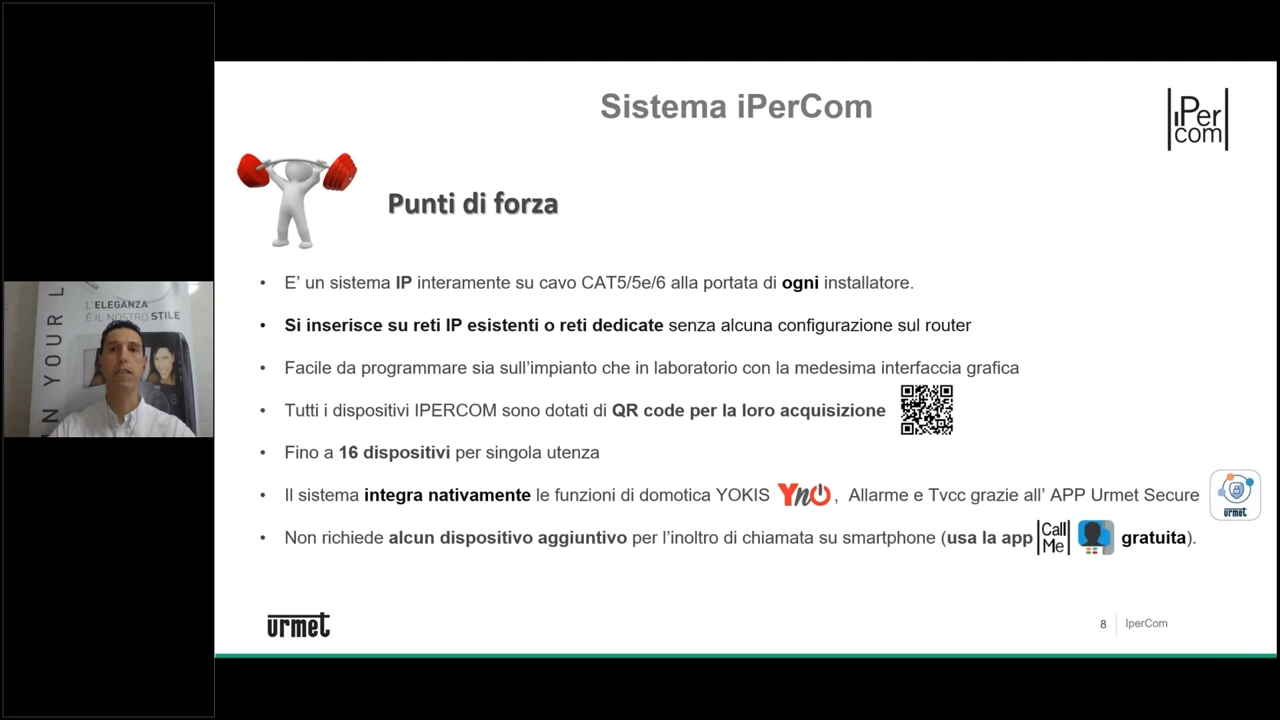 Sistema iPerCom
iPer
com
Punti di forza
• E’ un sistema IP interamente su cavo CAT5/5e/6 alla portata di ogni installatore.
• Si inserisce su reti IP esistenti o reti dedicate senza alcuna configurazione sul router
• Facile da programmare sia sull’impianto che in laboratorio con la medesima interfaccia grafica
• Tutti i dispositivi IPERCOM sono dotati di QR code per la loro acquisizione
• Fino a 16 dispositivi per singola utenza
• Il sistema integra nativamente le funzioni di domotica YOKIS YnO, Allarme e Tvcc grazie all’ APP Urmet Secure
urmet
• Non richiede alcun dispositivo aggiuntivo per l’inoltro di chiamata su smartphone (usa la app Call Me gratuita).
urmet
8 IperCom
L'ELEGANZA
È IL NOSTRO STILE
IN YOUR L